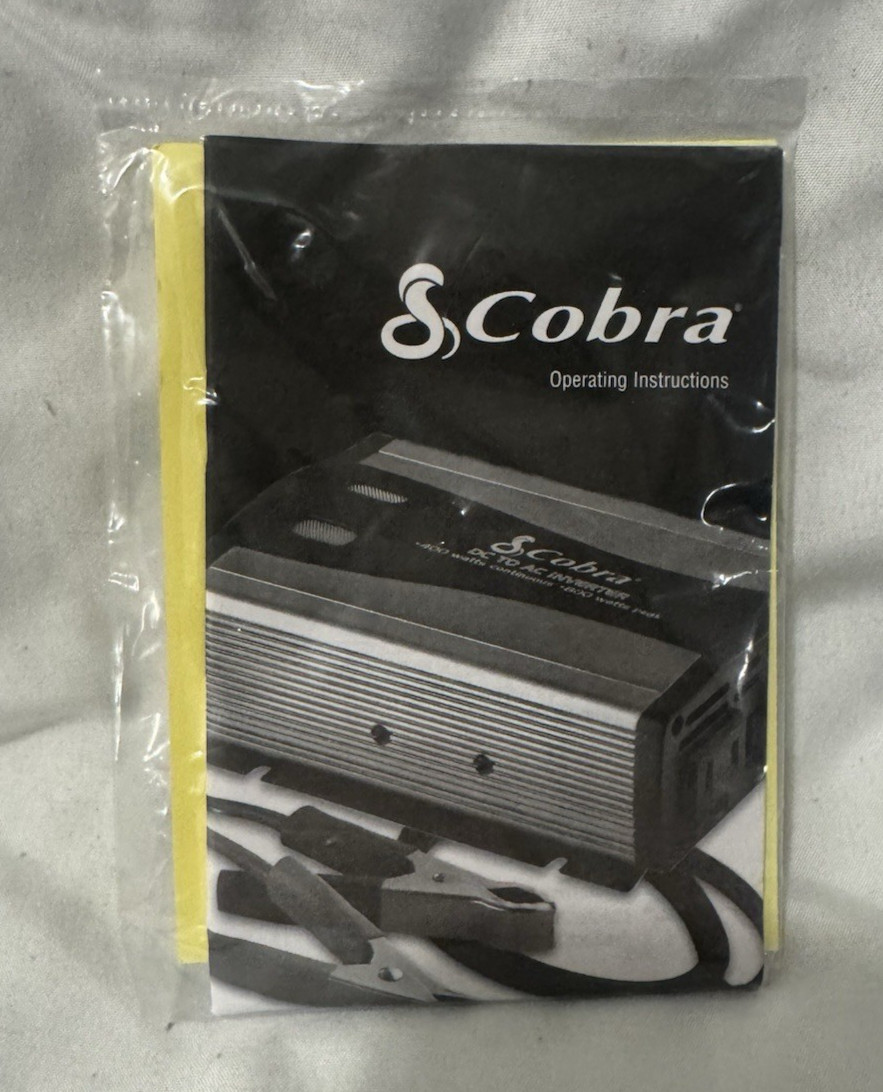 Cobra®
Operating Instructions
Cobra®
DC TO AC INVERTER
•400 watts continuous •800 watts peak